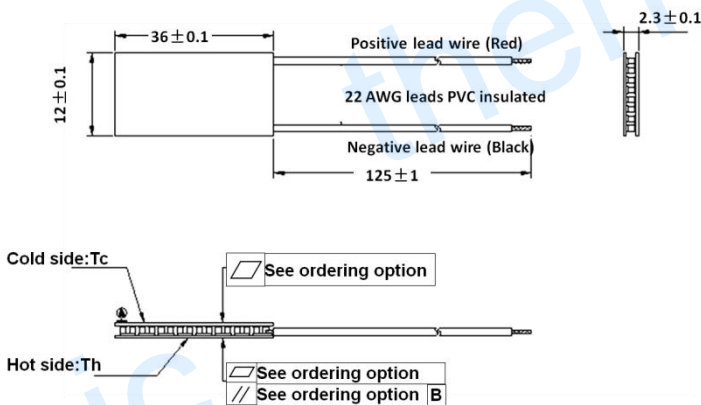 36±0.1
2.3±0.1
Positive lead wire (Red)
12±0.1
22 AWG leads PVC insulated
Negative lead wire (Black)
125±1
Cold side:Tc
See ordering option
Hot side:Th
See ordering option
// See ordering option B